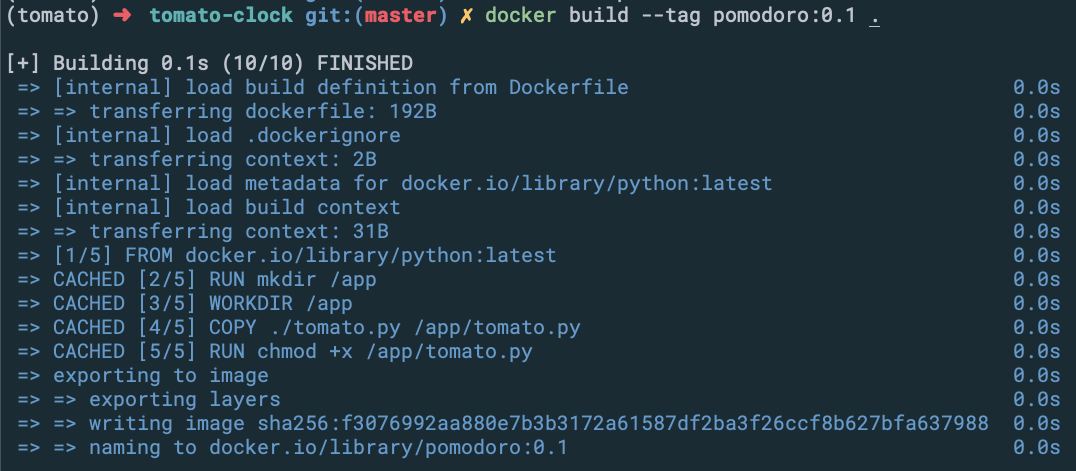 (tomato) ➜ tomato-clock git:(master) ✗ docker build --tag pomodoro:0.1 .
[+] Building 0.1s (10/10) FINISHED
=> [internal] load build definition from Dockerfile 0.0s
=> => transferring dockerfile: 192B 0.0s
=> [internal] load .dockerignore 0.0s
=> => transferring context: 2B 0.0s
=> [internal] load metadata for docker.io/library/python:latest 0.0s
=> [internal] load build context 0.0s
=> => transferring context: 31B 0.0s
=> [1/5] FROM docker.io/library/python:latest 0.0s
=> CACHED [2/5] RUN mkdir /app 0.0s
=> CACHED [3/5] WORKDIR /app 0.0s
=> CACHED [4/5] COPY ./tomato.py /app/tomato.py 0.0s
=> CACHED [5/5] RUN chmod +x /app/tomato.py 0.0s
=> exporting to image 0.0s
=> => exporting layers 0.0s
=> => writing image sha256:f3076992aa880e7b3b3172a61587df2ba3f26ccf8b627bfa637988 0.0s
=> => naming to docker.io/library/pomodoro:0.1 0.0s